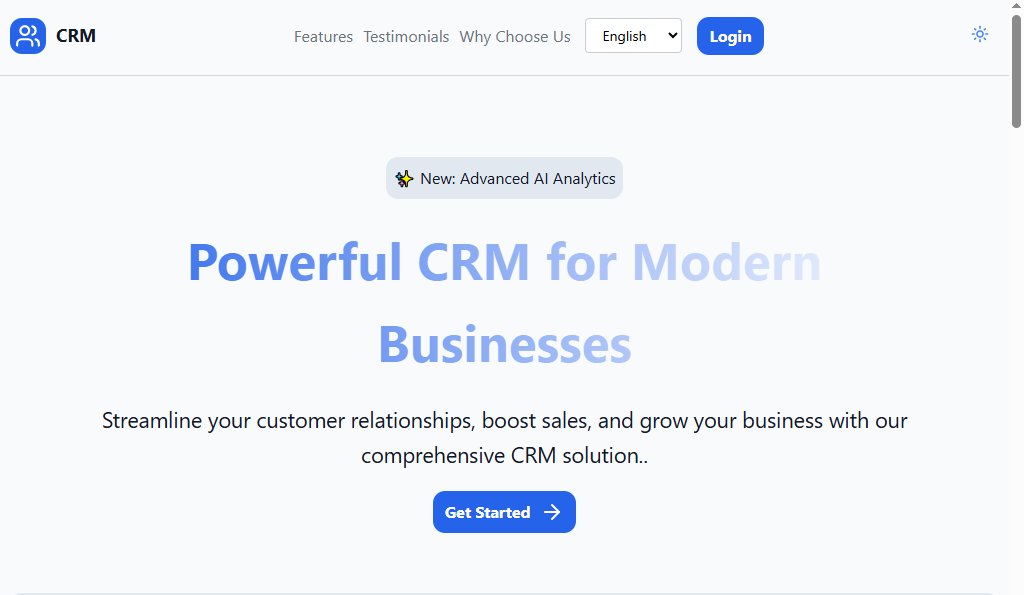 CRM
Features Testimonials Why Choose Us English Login
New: Advanced AI Analytics
Powerful CRM for Modern
Businesses
Streamline your customer relationships, boost sales, and grow your business with our
comprehensive CRM solution..
Get Started